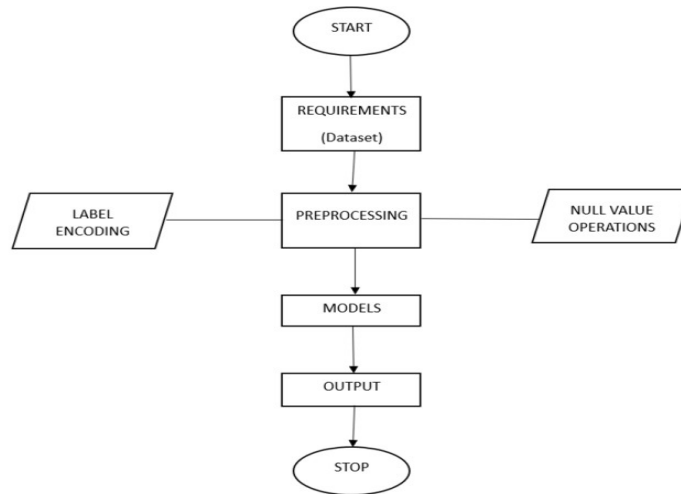 START
REQUIREMENTS
(Dataset)
LABEL
ENCODING
PREPROCESSING
NULL VALUE
OPERATIONS
MODELS
OUTPUT
STOP